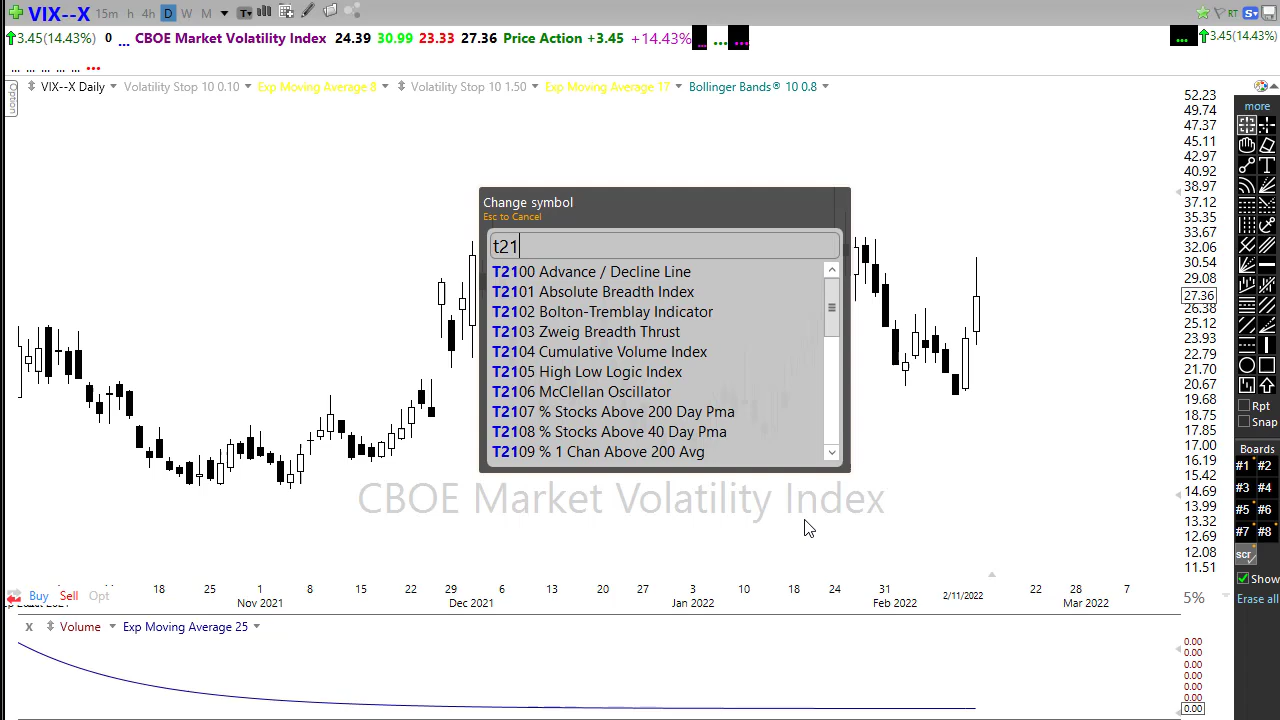 VIX--X 15m h 4h D W M T RT S
3.45(14.43%) 0 ... CBOE Market Volatility Index 24.39 30.99 23.33 27.36 Price Action +3.45 +14.43% ... ... ... ... 3.45(14.43%)
... ... ... ... ... ...
Option
VIX--X Daily Volatility Stop 10 0.10 Exp Moving Average 8 Volatility Stop 10 1.50 Exp Moving Average 17 Bollinger Bands® 10 0.8
52.23
49.74
47.37
45.11
42.97
40.92
38.97
37.12
35.35
33.67
32.06
30.54
29.08
27.36
26.38
25.12
23.93
22.79
21.70
20.67
19.68
18.75
17.85
17.00
16.19
15.42
14.69
13.99
13.32
12.69
12.08
11.51
more
Rpt
Snap
Boards
#1 #2
#3 #4
#5 #6
#7 #8
scr
Show
Erase all
Change symbol
Esc to Cancel
t21
T2100 Advance / Decline Line
T2101 Absolute Breadth Index
T2102 Bolton-Tremblay Indicator
T2103 Zweig Breadth Thrust
T2104 Cumulative Volume Index
T2105 High Low Logic Index
T2106 McClellan Oscillator
T2107 % Stocks Above 200 Day Pma
T2108 % Stocks Above 40 Day Pma
T2109 % 1 Chan Above 200 Avg
CBOE Market Volatility Index
18 25 1 8 15 22 29 6 13 20 27 3 10 18 24 31 22 28 7
Buy Sell Opt
Nov 2021 Dec 2021 Jan 2022 Feb 2022 2/11/2022 Mar 2022
5%
X Volume Exp Moving Average 25
0.00
0.00
0.00
0.00
0.00
0.00
0.00